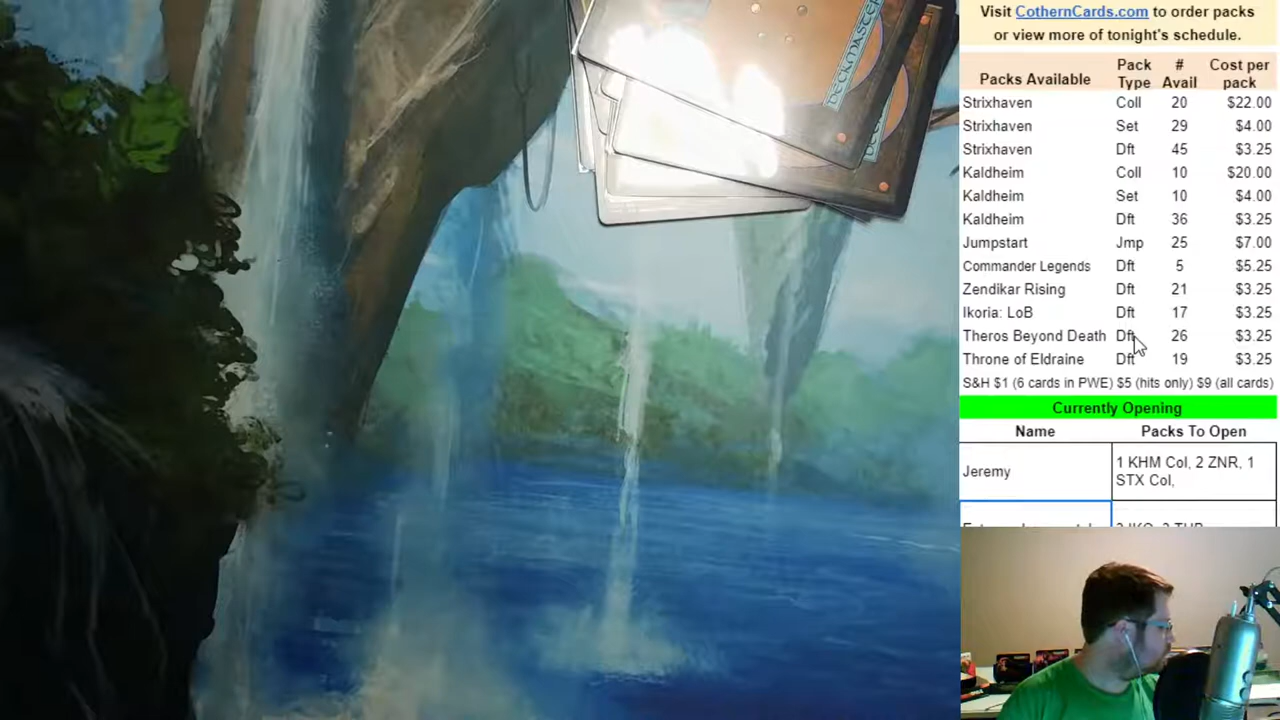 Visit CothernCards.com to order packs
or view more of tonight's schedule.
Packs Available Pack Type # Avail Cost per pack
Strixhaven Coll 20 $22.00
Strixhaven Set 29 $4.00
Strixhaven Dft 45 $3.25
Kaldheim Coll 10 $20.00
Kaldheim Set 10 $4.00
Kaldheim Dft 36 $3.25
Jumpstart Jmp 25 $7.00
Commander Legends Dft 5 $5.25
Zendikar Rising Dft 21 $3.25
Ikoria: LoB Dft 17 $3.25
Theros Beyond Death Dft 26 $3.25
Throne of Eldraine Dft 19 $3.25
S&H $1 (6 cards in PWE) $5 (hits only) $9 (all cards)
Currently Opening
Name Packs To Open
Jeremy 1 KHM Col, 2 ZNR, 1
STX Col,
DECKMASTER